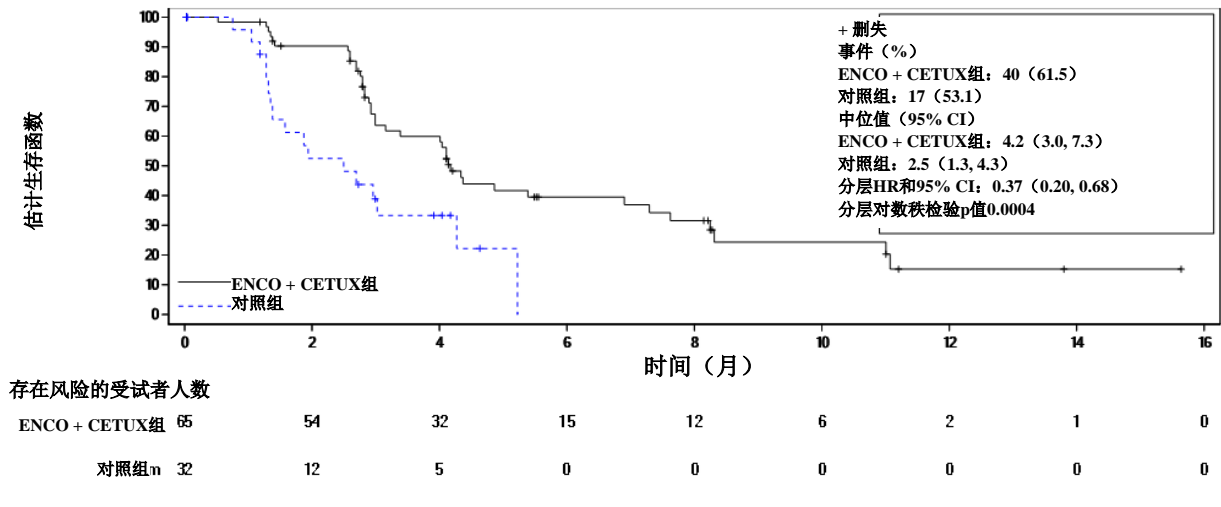 估计生存函数
100
90
80
70
60
50
40
30
20
10
0
+ 删失
事件（%）
ENCO + CETUX组：40（61.5）
对照组：17（53.1）
中位值（95% CI）
ENCO + CETUX组：4.2（3.0, 7.3）
对照组：2.5（1.3, 4.3）
分层HR和95% CI：0.37（0.20, 0.68）
分层对数秩检验p值0.0004
ENCO + CETUX组
对照组
0 2 4 6 8 10 12 14 16
时间（月）
存在风险的受试者人数
ENCO + CETUX组 65 54 32 15 12 6 2 1 0
对照组m 32 12 5 0 0 0 0 0 0